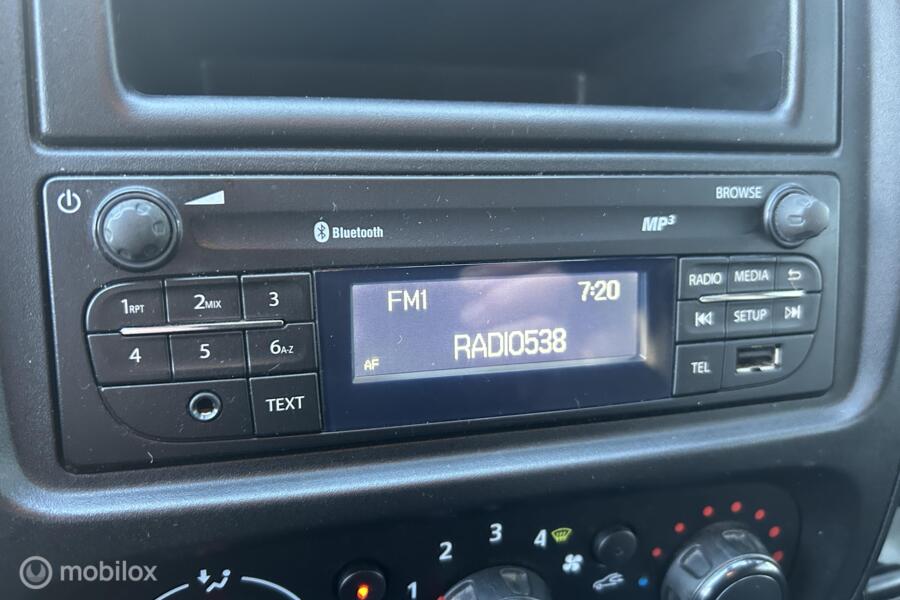 BROWSE
Bluetooth
MP3
1RPT 2MIX 3
4 5 6A-Z
TEXT
FM1 7:20
RADIO538
AF
RADIO MEDIA
SETUP
TEL
1 2 3 4
mobilox